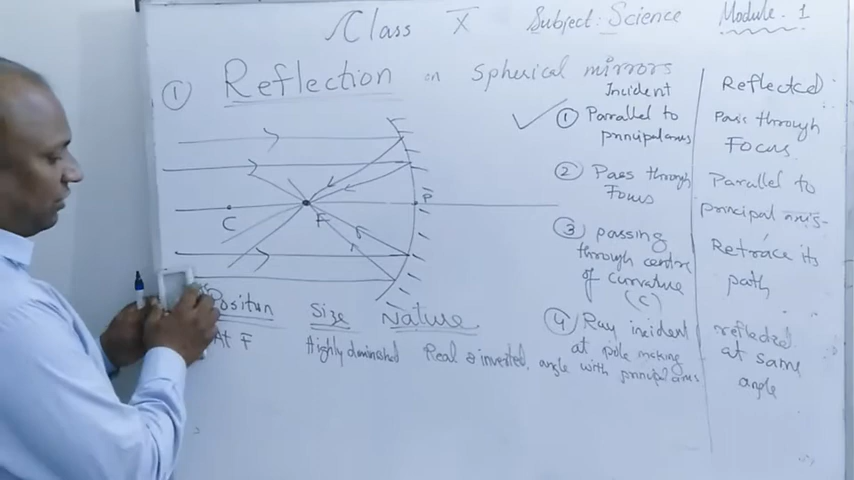 Class X Subject: Science Module-1
① Reflection on spherical mirrors
Incident
Reflected
① Parallel to
principal axis
Pass through
Focus
② Pass through
Focus
Parallel to
principal axis
③ passing
through centre
of curvature
(C)
Retrace its
path
④ Ray incident
at pole making
angle with principal axis
reflected
at same
angle
C
F
P
Position Size Nature
At F Highly diminished Real & inverted